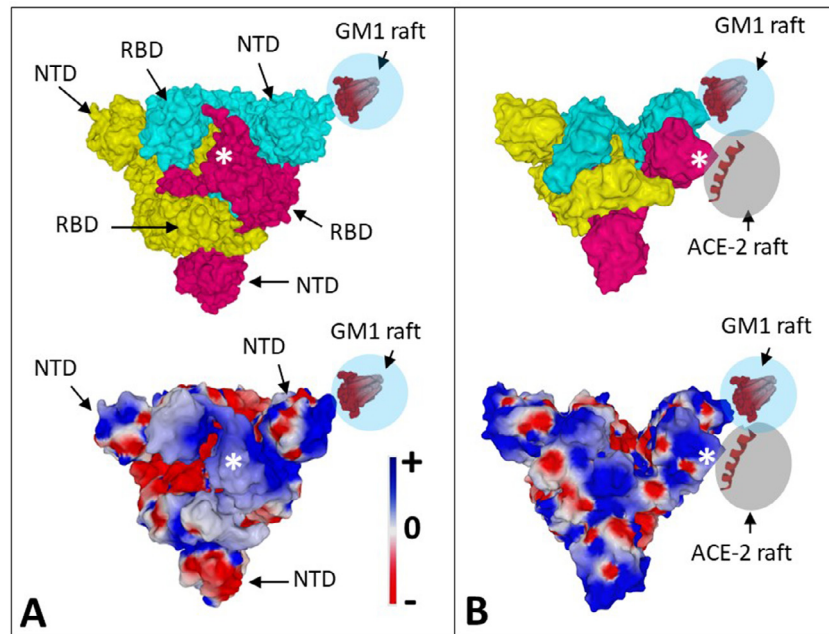 GM1 raft
NTD
RBD
NTD
*
RBD
RBD
NTD
GM1 raft
NTD
NTD
*
+
0
-
NTD
A
GM1 raft
*
ACE-2 raft
GM1 raft
*
ACE-2 raft
B